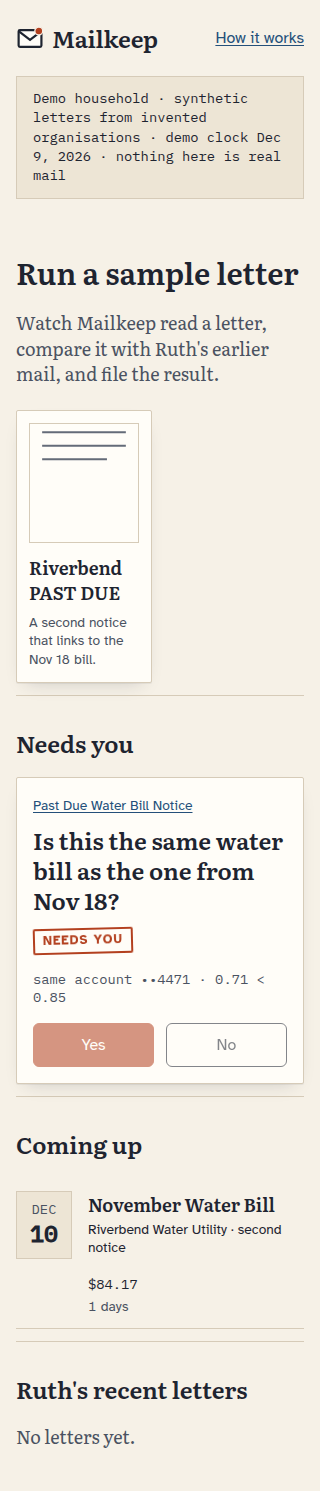 Mailkeep
How it works
Demo household · synthetic
letters from invented
organisations · demo clock Dec
9, 2026 · nothing here is real
mail
Run a sample letter
Watch Mailkeep read a letter,
compare it with Ruth's earlier
mail, and file the result.
Riverbend
PAST DUE
A second notice
that links to the
Nov 18 bill.
Needs you
Past Due Water Bill Notice
Is this the same water
bill as the one from
Nov 18?
NEEDS YOU
same account ••4471 · 0.71 <
0.85
Yes
No
Coming up
DEC
10
November Water Bill
Riverbend Water Utility · second
notice
$84.17
1 days
Ruth's recent letters
No letters yet.